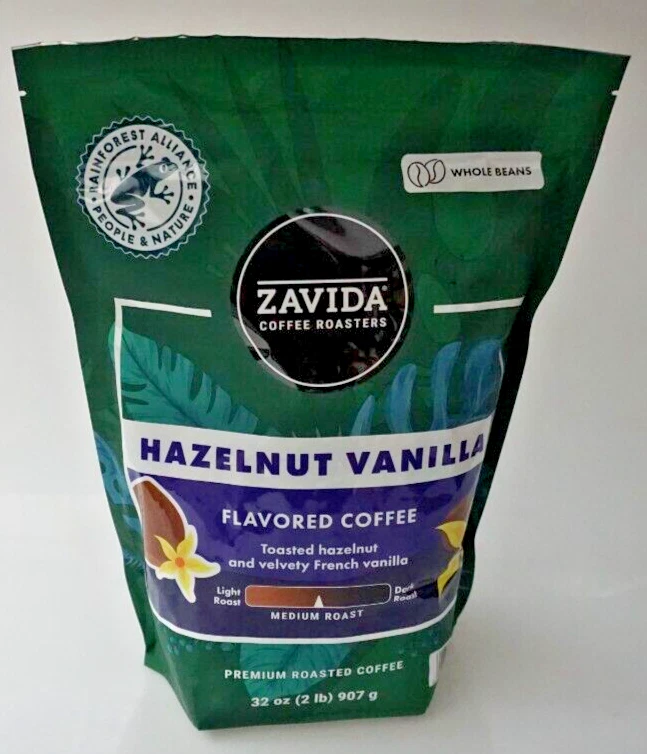 RAINFOREST ALLIANCE
PEOPLE & NATURE
WHOLE BEANS
ZAVIDA®
COFFEE ROASTERS
HAZELNUT VANILLA
FLAVORED COFFEE
Toasted hazelnut
and velvety French vanilla
Light Roast
Dark Roast
MEDIUM ROAST
PREMIUM ROASTED COFFEE
32 oz (2 lb) 907 g